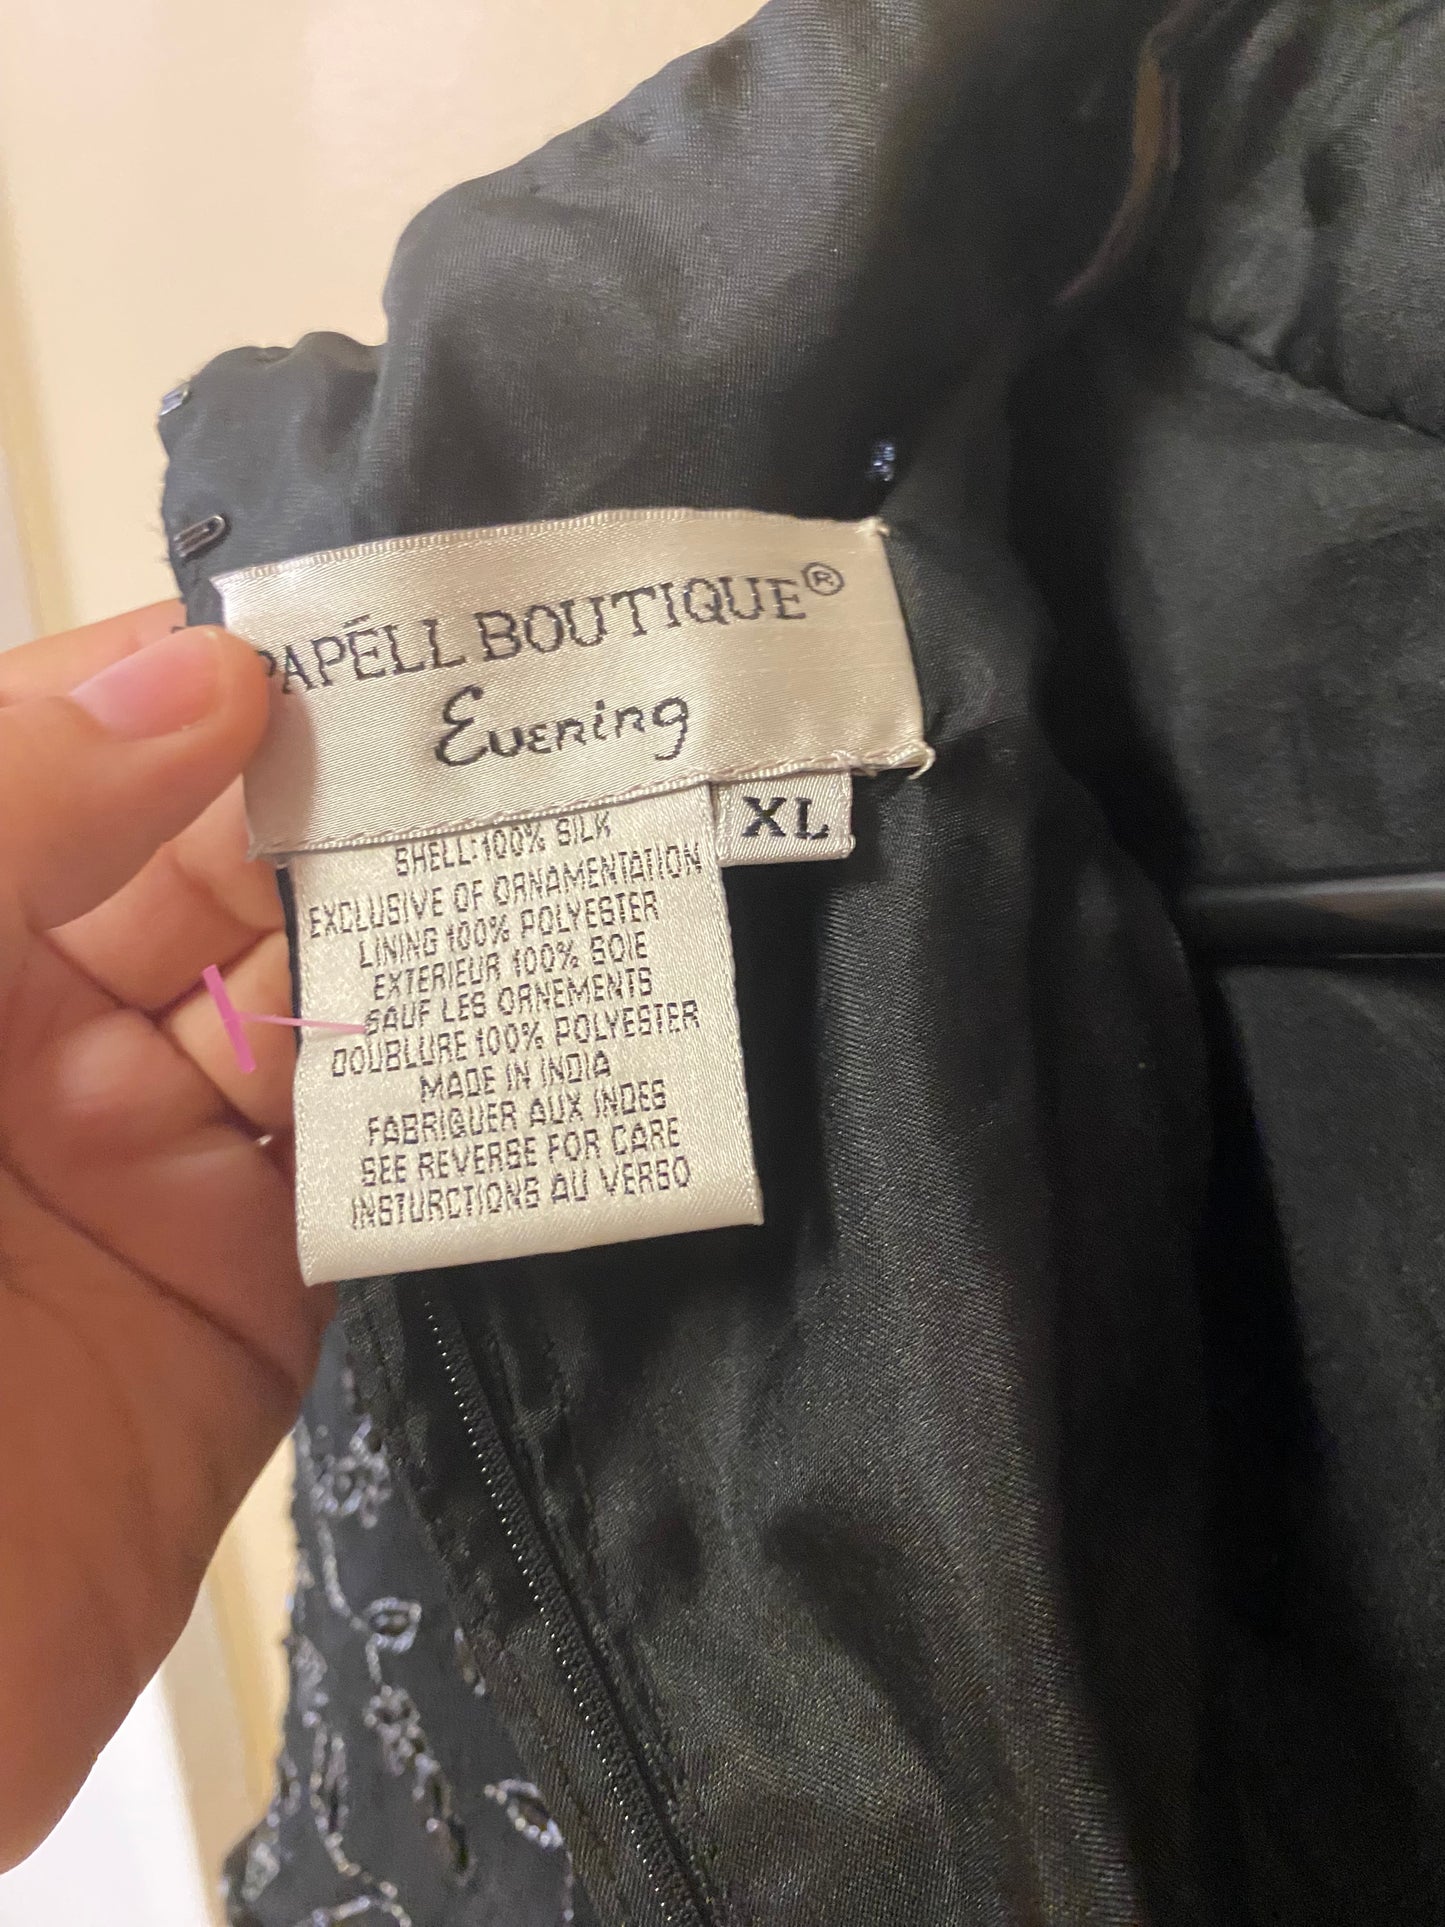 PAPÉLL BOUTIQUE®
Evening
XL
SHELL:100% SILK
EXCLUSIVE OF ORNAMENTATION
LINING 100% POLYESTER
EXTERIEUR 100% SOIE
SAUF LES ORNEMENTS
DOUBLURE 100% POLYESTER
MADE IN INDIA
FABRIQUER AUX INDES
SEE REVERSE FOR CARE
INSTURCTIONS AU VERSO